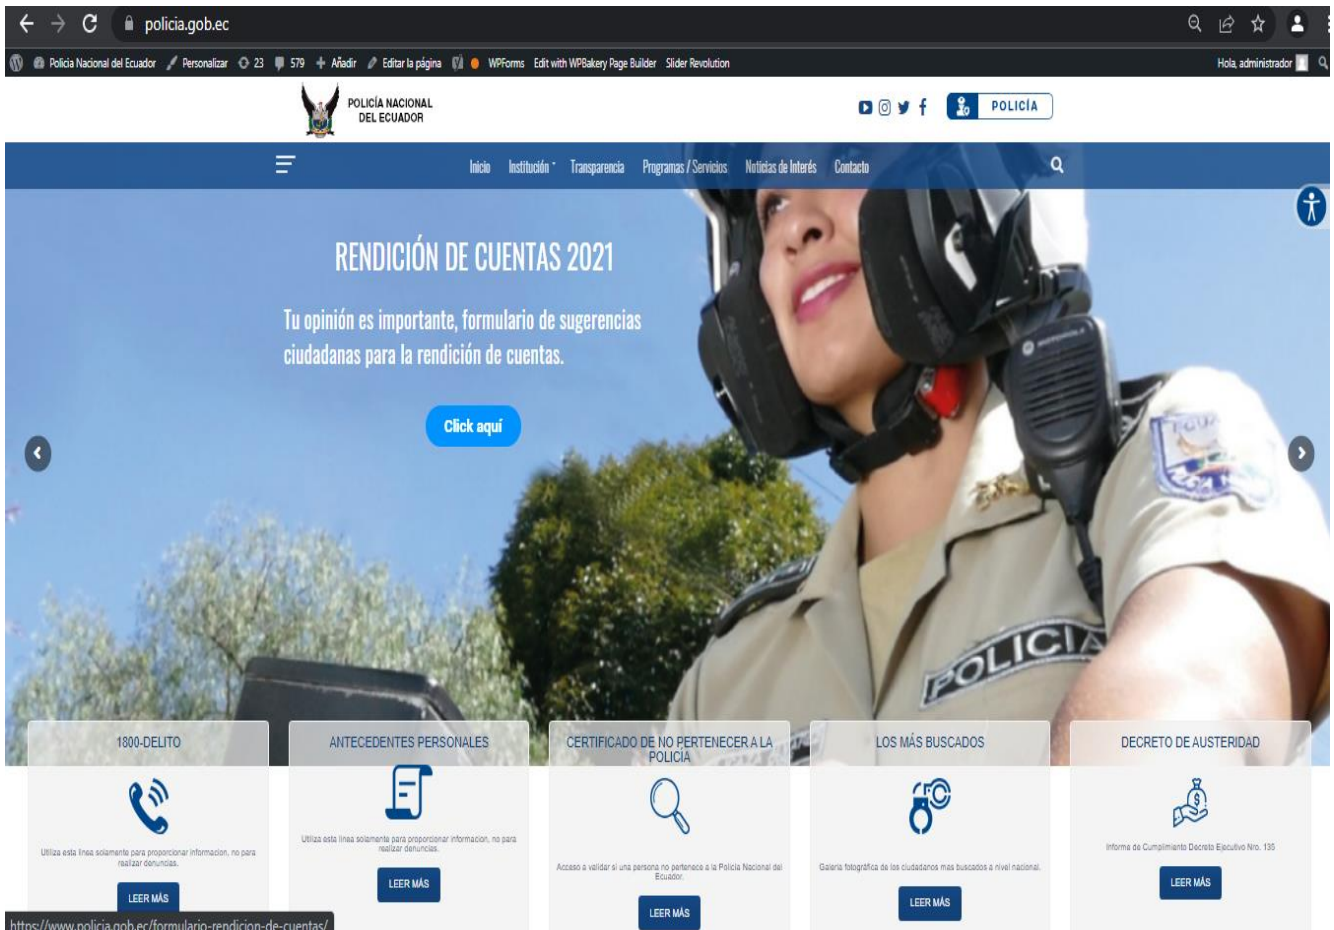 policia.gob.ec
Policia Nacional del Ecuador Personalizar 23 579 Añadir Editar la página WPForms Edit with WPBakery Page Builder Slider Revolution Hola, administrador
POLICÍA NACIONAL
DEL ECUADOR
POLICÍA
Inicio Institución Transparencia Programas / Servicios Noticias de Interés Contacto
RENDICIÓN DE CUENTAS 2021
Tu opinión es importante, formulario de sugerencias
ciudadanas para la rendición de cuentas.
Click aquí
MOTOROLA
POLICIA
1800-DELITO
Utiliza esta linea solamente para proporcionar informacion, no para
realizar denuncias.
LEER MÁS
ANTECEDENTES PERSONALES
Utiliza esta linea solamente para proporcionar informacion, no para
realizar denuncias.
LEER MÁS
CERTIFICADO DE NO PERTENECER A LA
POLICÍA
Acceso a validar si una persona no pertenece a la Policía Nacional del
Ecuador.
LEER MÁS
LOS MÁS BUSCADOS
Galería fotográfica de los ciudadanos mas buscados a nivel nacional.
LEER MÁS
DECRETO DE AUSTERIDAD
Informe de Cumplimiento Decreto Ejecutivo Nro. 135
LEER MÁS
https://www.policia.gob.ec/formulario-rendicion-de-cuentas/